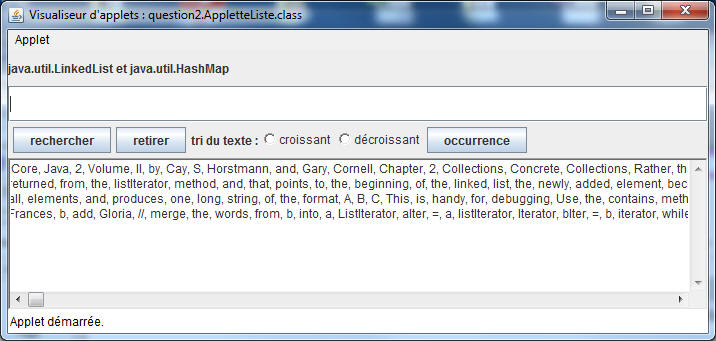 Visualiseur d'applets : question2.AppletteListe.class
Applet
java.util.LinkedList et java.util.HashMap
rechercher retirer tri du texte : croissant décroissant occurrence
Core, Java, 2, Volume, II, by, Cay, S, Horstmann, and, Gary, Cornell, Chapter, 2, Collections, Concrete, Collections, Rather, th
returned, from, the, listIterator, method, and, that, points, to, the, beginning, of, the, linked, list, the, newly, added, element, bec
all, elements, and, produces, one, long, string, of, the, format, A, B, C, This, is, handy, for, debugging, Use, the, contains, meth
Frances, b, add, Gloria, //, merge, the, words, from, b, into, a, ListIterator, aIter, =, a, listIterator, Iterator, bIter, =, b, iterator, while
Applet démarrée.